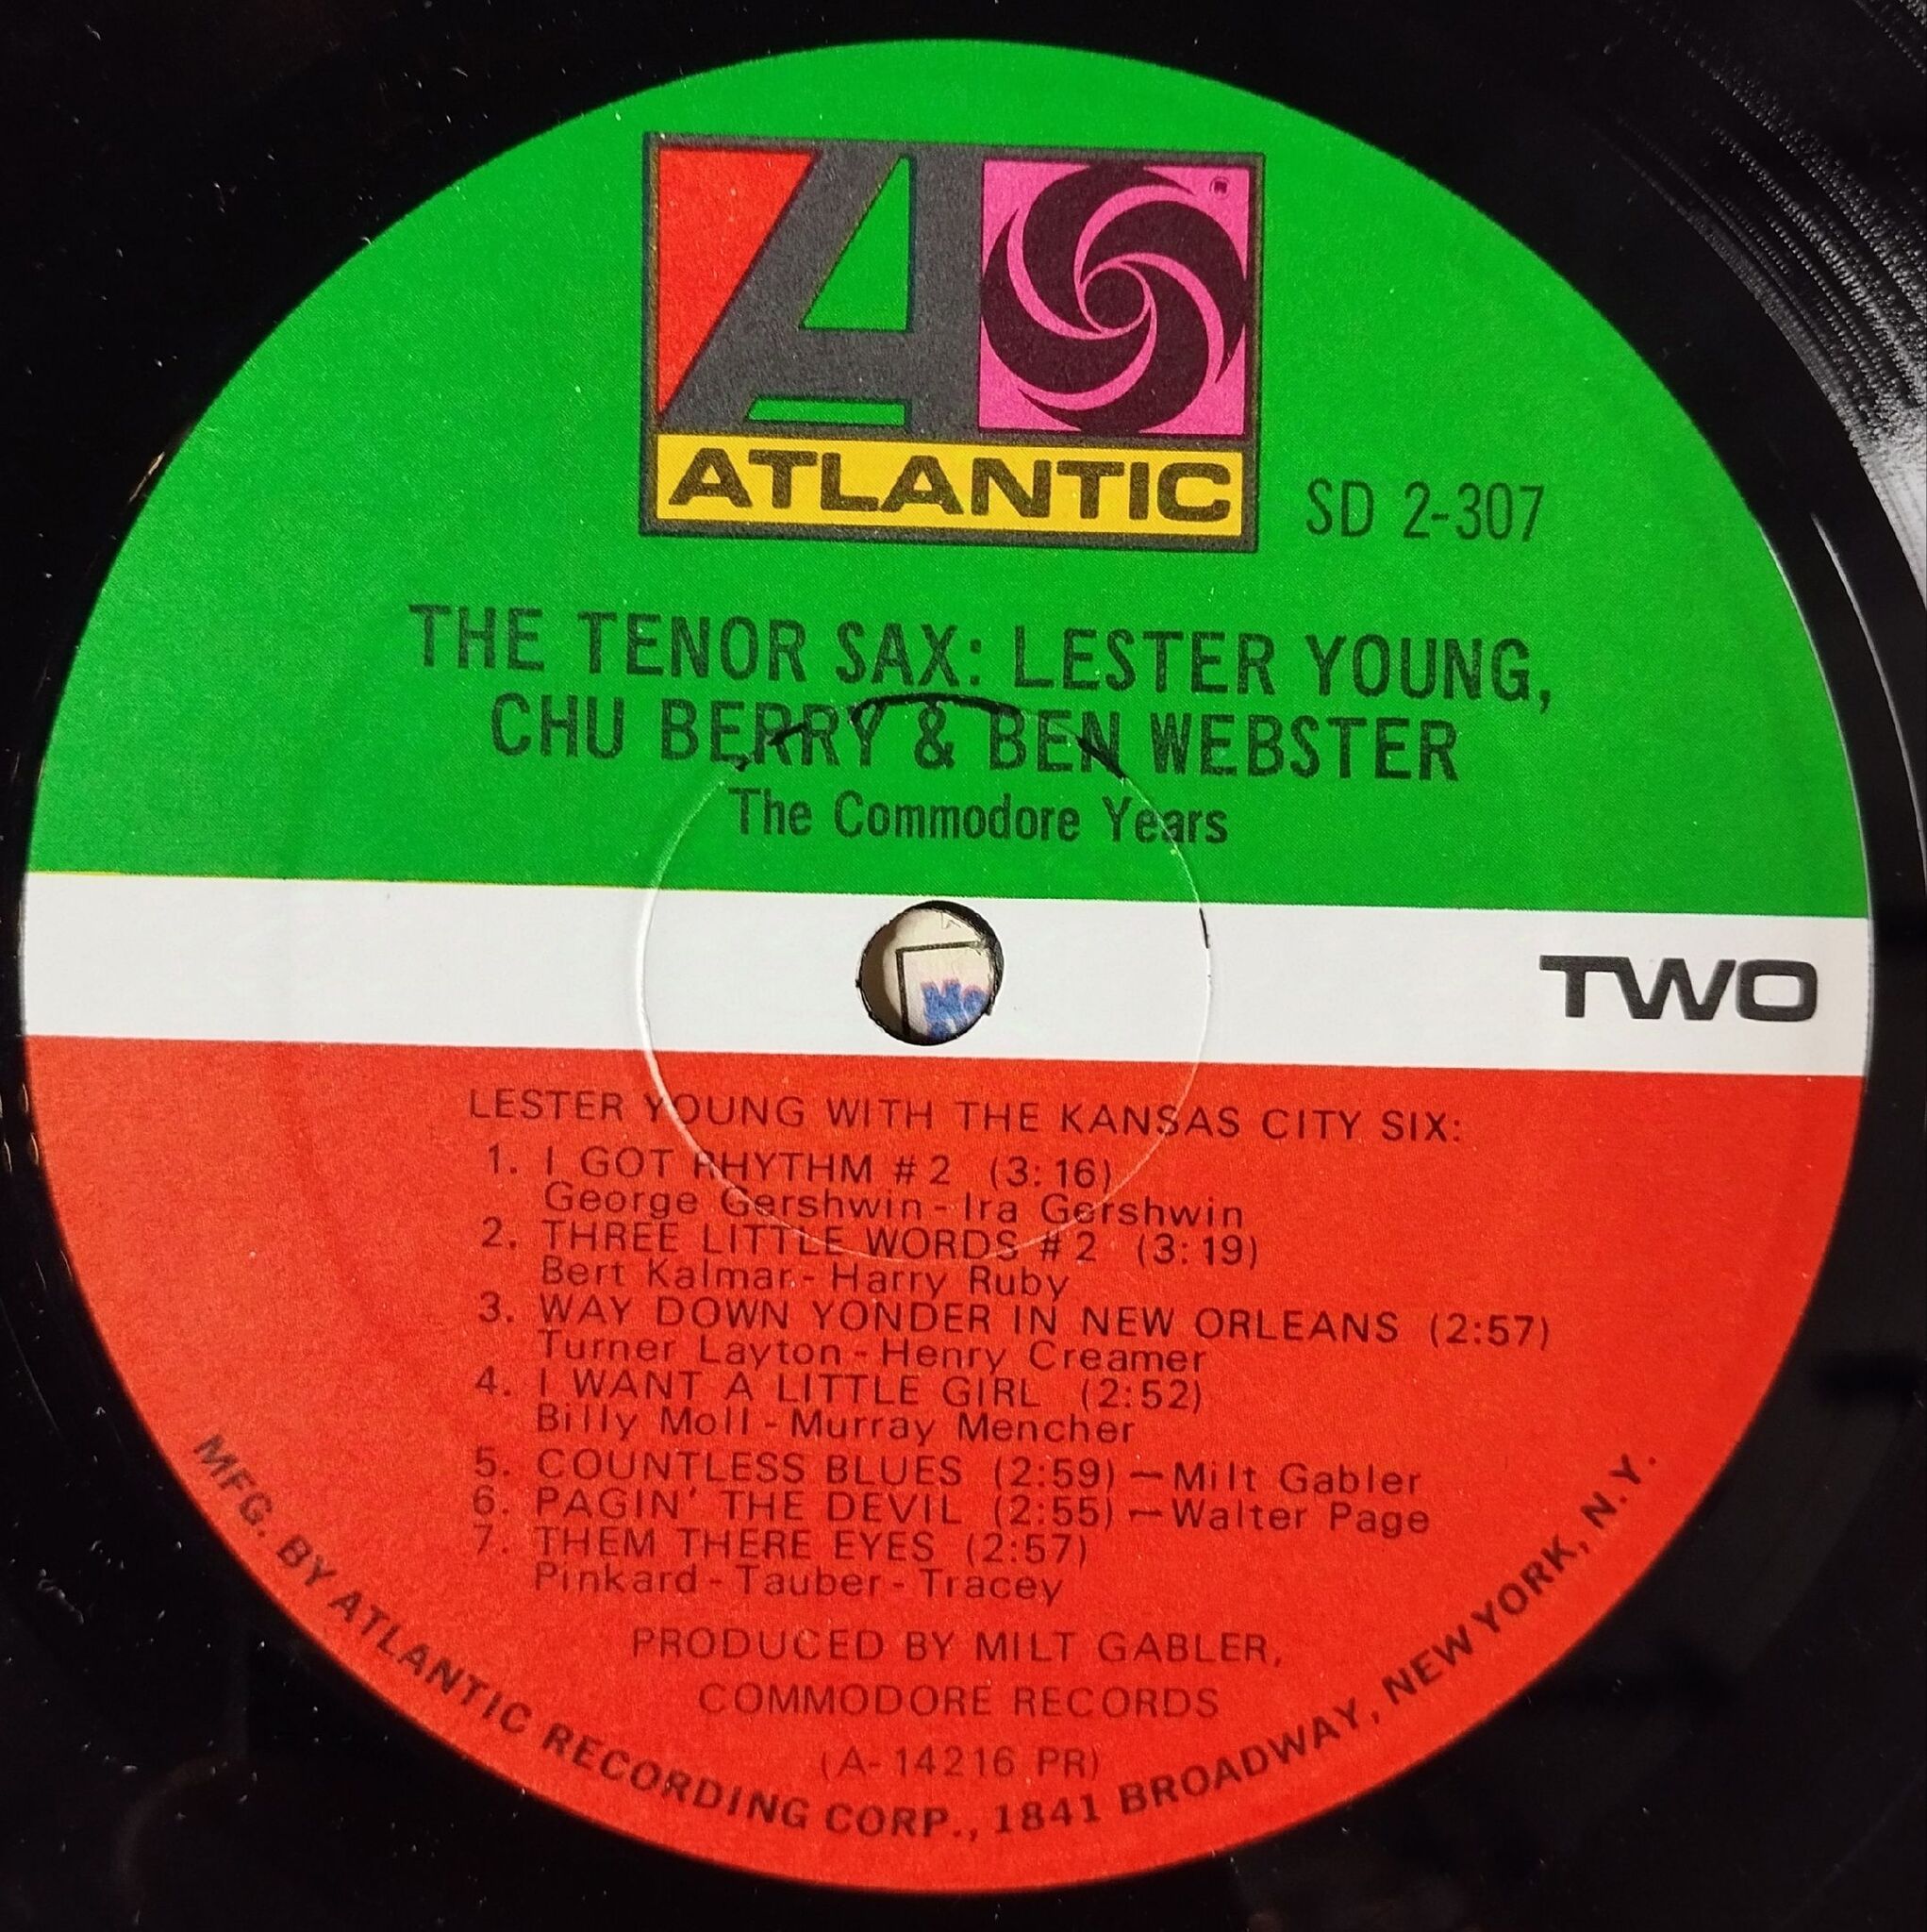 ATLANTIC
SD 2-307
THE TENOR SAX: LESTER YOUNG,
CHU BERRY & BEN WEBSTER
The Commodore Years
TWO
LESTER YOUNG WITH THE KANSAS CITY SIX:
1. I GOT RHYTHM #2 (3:16)
George Gershwin - Ira Gershwin
2. THREE LITTLE WORDS #2 (3:19)
Bert Kalmar - Harry Ruby
3. WAY DOWN YONDER IN NEW ORLEANS (2:57)
Turner Layton - Henry Creamer
4. I WANT A LITTLE GIRL (2:52)
Billy Moll - Murray Mencher
5. COUNTLESS BLUES (2:59) — Milt Gabler
6. PAGIN' THE DEVIL (2:55) — Walter Page
7. THEM THERE EYES (2:57)
Pinkard - Tauber - Tracey
PRODUCED BY MILT GABLER,
COMMODORE RECORDS
(A-14216 PR)
MFG. BY ATLANTIC RECORDING CORP., 1841 BROADWAY, NEW YORK, N.Y.